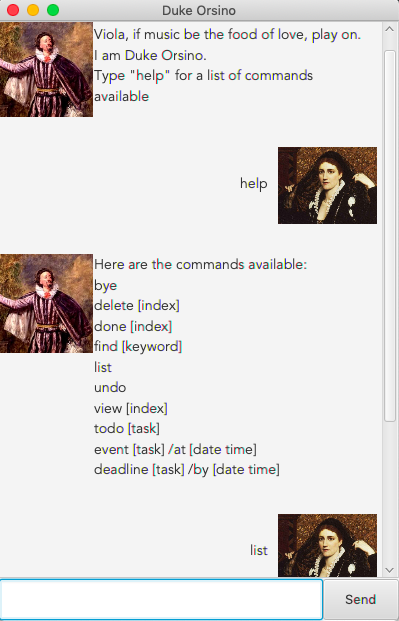 Duke Orsino
Viola, if music be the food of love, play on.
I am Duke Orsino.
Type "help" for a list of commands
available
help
Here are the commands available:
bye
delete [index]
done [index]
find [keyword]
list
undo
view [index]
todo [task]
event [task] /at [date time]
deadline [task] /by [date time]
list
Send